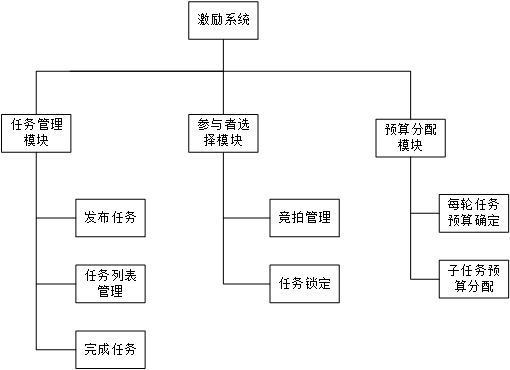 激励系统
任务管理
模块
参与者选
择模块
预算分配
模块
发布任务
任务列表
管理
完成任务
竟拍管理
任务锁定
每轮任务
预算确定
子任务预
算分配